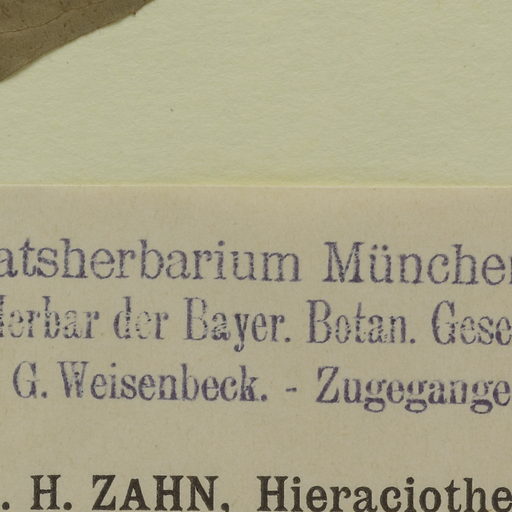 atsherbarium München
Herbar der Bayer. Botan. Gese
G. Weisenbeck. - Zugegange
. H. ZAHN, Hieraciothe